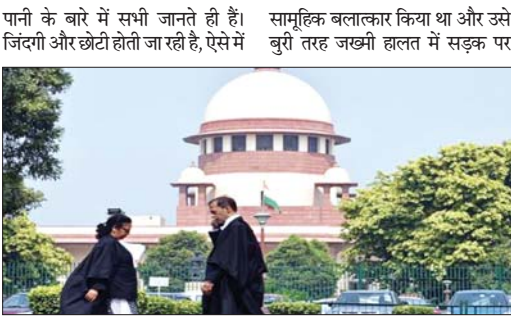 पानी के बारे में सभी जानते ही हैं।
जिंदगी और छोटी होती जा रही है, ऐसे में
सामूहिक बलात्कार किया था और उसे
बुरी तरह जख्मी हालत में सड़क पर